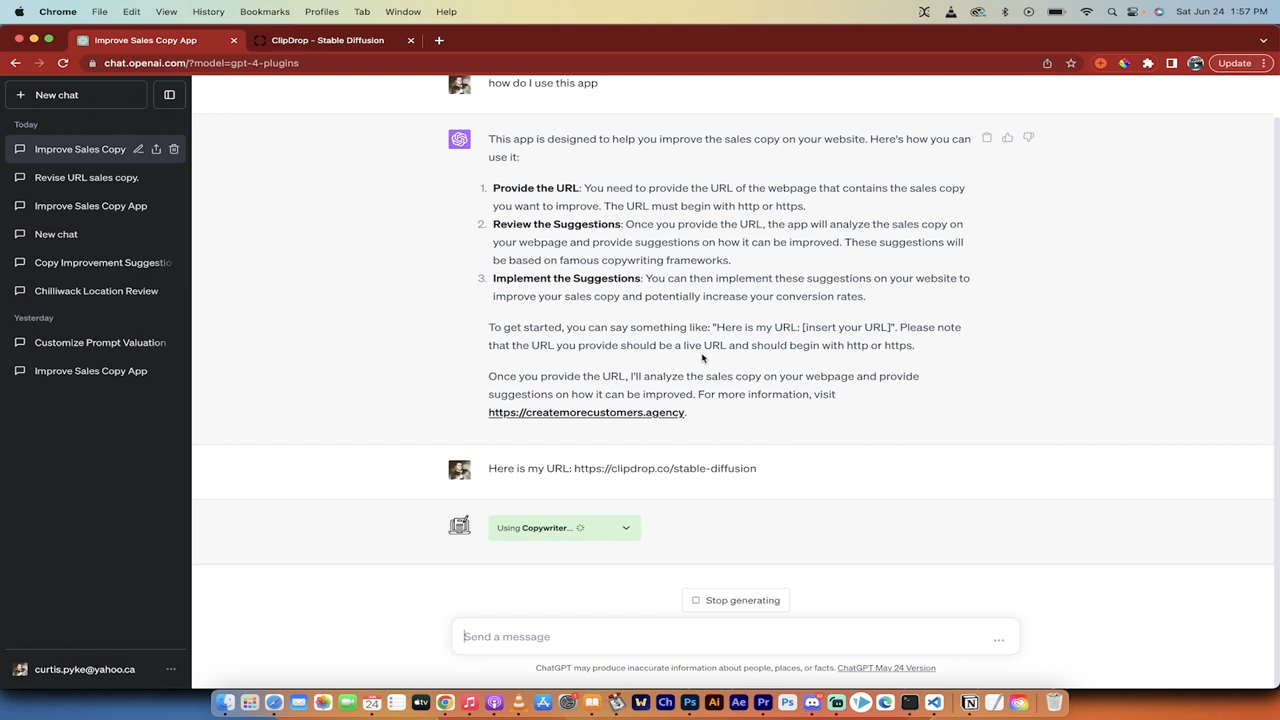 Chrome File Edit View History Bookmarks Profiles Tab Window Help
Sat Jun 24 1:57 PM
Improve Sales Copy App
ClipDrop - Stable Diffusion
chat.openai.com/?model=gpt-4-plugins
Update
New chat
Today
Improve Sales Copy
Revise URL sales copy.
Improve Sales Copy App
New chat
Copy Improvement Suggestio
Chilliwack Location Review
Yesterday
Customize Prompt Valuation
Improve Sales Copy App
curtis.pyke@yahoo.ca
how do I use this app
This app is designed to help you improve the sales copy on your website. Here's how you can
use it:
1. Provide the URL: You need to provide the URL of the webpage that contains the sales copy
you want to improve. The URL must begin with http or https.
2. Review the Suggestions: Once you provide the URL, the app will analyze the sales copy on
your webpage and provide suggestions on how it can be improved. These suggestions will
be based on famous copywriting frameworks.
3. Implement the Suggestions: You can then implement these suggestions on your website to
improve your sales copy and potentially increase your conversion rates.
To get started, you can say something like: "Here is my URL: [insert your URL]". Please note
that the URL you provide should be a live URL and should begin with http or https.
Once you provide the URL, I'll analyze the sales copy on your webpage and provide
suggestions on how it can be improved. For more information, visit
https://createmorecustomers.agency.
Here is my URL: https://clipdrop.co/stable-diffusion
Using Copywriter...
Stop generating
Send a message
ChatGPT may produce inaccurate information about people, places, or facts. ChatGPT May 24 Version
24
tv
W
Ch
Ps
Ai
Ae
Pr
Ps